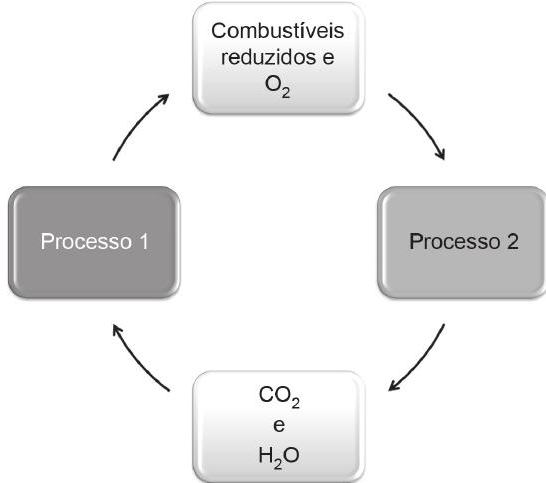 Combustíveis
reduzidos e
O₂
Processo 1
Processo 2
CO₂
e
H₂O